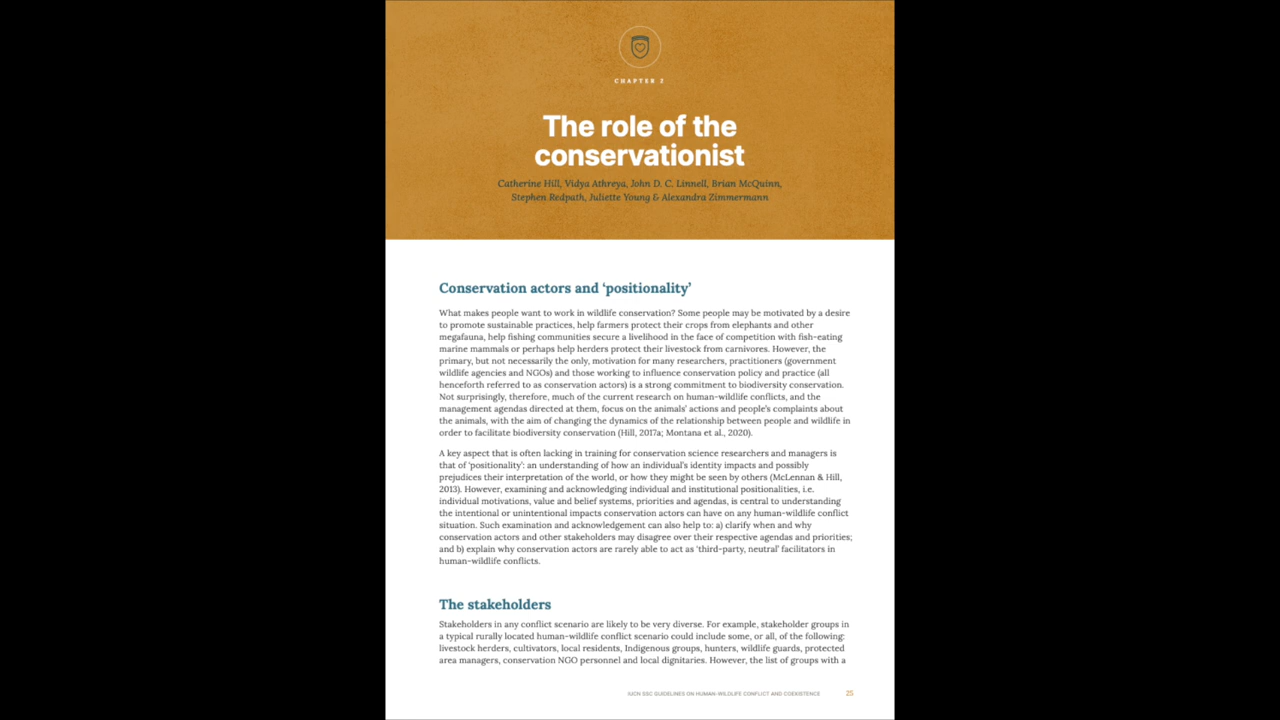 CHAPTER 2
The role of the
conservationist
Catherine Hill, Vidya Athreya, John D. C. Linnell, Brian McQuinn,
Stephen Redpath, Juliette Young & Alexandra Zimmermann
Conservation actors and ‘positionality’
What makes people want to work in wildlife conservation? Some people may be motivated by a desire
to promote sustainable practices, help farmers protect their crops from elephants and other
megafauna, help fishing communities secure a livelihood in the face of competition with fish-eating
marine mammals or perhaps help herders protect their livestock from carnivores. However, the
primary, but not necessarily the only, motivation for many researchers, practitioners (government
wildlife agencies and NGOs) and those working to influence conservation policy and practice (all
henceforth referred to as conservation actors) is a strong commitment to biodiversity conservation.
Not surprisingly, therefore, much of the current research on human-wildlife conflicts, and the
management agendas directed at them, focus on the animals’ actions and people’s complaints about
the animals, with the aim of changing the dynamics of the relationship between people and wildlife in
order to facilitate biodiversity conservation (Hill, 2017a; Montana et al., 2020).
A key aspect that is often lacking in training for conservation science researchers and managers is
that of ‘positionality’: an understanding of how an individual’s identity impacts and possibly
prejudices their interpretation of the world, or how they might be seen by others (McLennan & Hill,
2013). However, examining and acknowledging individual and institutional positionalities, i.e.
individual motivations, value and belief systems, priorities and agendas, is central to understanding
the intentional or unintentional impacts conservation actors can have on any human-wildlife conflict
situation. Such examination and acknowledgement can also help to: a) clarify when and why
conservation actors and other stakeholders may disagree over their respective agendas and priorities;
and b) explain why conservation actors are rarely able to act as ‘third-party, neutral’ facilitators in
human-wildlife conflicts.
The stakeholders
Stakeholders in any conflict scenario are likely to be very diverse. For example, stakeholder groups in
a typical rurally located human-wildlife conflict scenario could include some, or all, of the following:
livestock herders, cultivators, local residents, Indigenous groups, hunters, wildlife guards, protected
area managers, conservation NGO personnel and local dignitaries. However, the list of groups with a
IUCN SSC GUIDELINES ON HUMAN-WILDLIFE CONFLICT AND COEXISTENCE 25